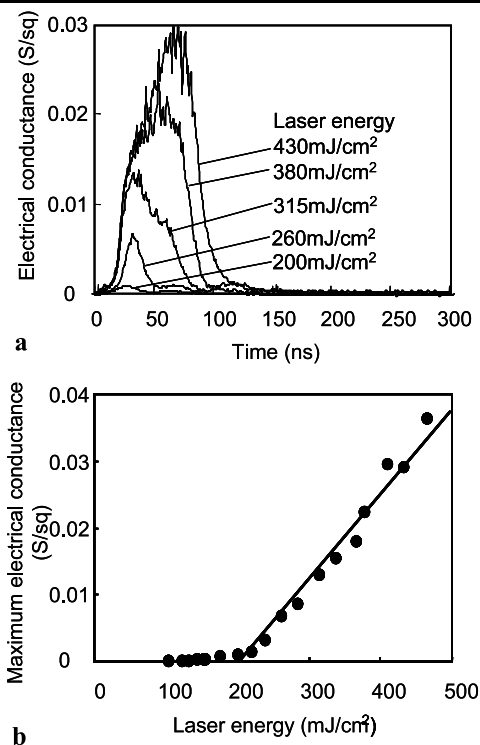 Electrical conductance (S/sq)
0.03
0.02
0.01
0
Laser energy
430mJ/cm²
380mJ/cm²
315mJ/cm²
260mJ/cm²
200mJ/cm²
0 50 100 150 200 250 300
a
Time (ns)
Maximum electrical conductance
(S/sq)
0.04
0.03
0.02
0.01
0
0 100 200 300 400 500
Laser energy (mJ/cm²)
b